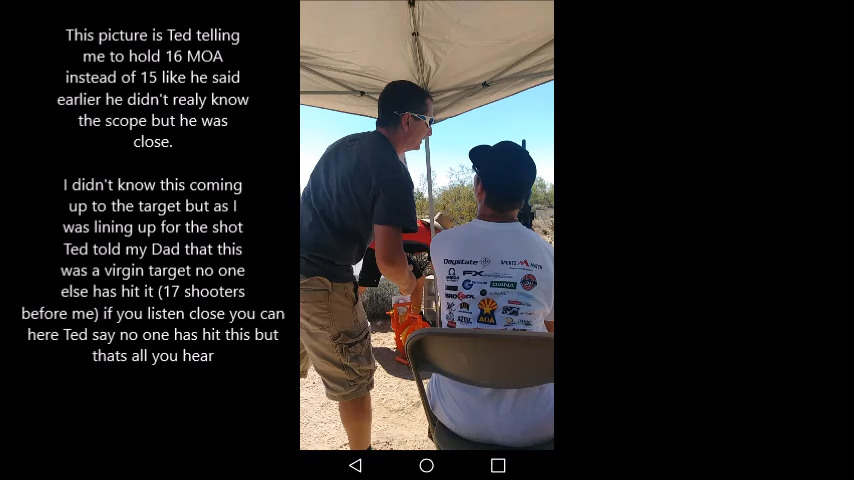 This picture is Ted telling
me to hold 16 MOA
instead of 15 like he said
earlier he didn't realy know
the scope but he was
close.
I didn't know this coming
up to the target but as I
was lining up for the shot
Ted told my Dad that this
was a virgin target no one
else has hit it (17 shooters
before me) if you listen close you can
here Ted say no one has hit this but
thats all you hear
Daystate
SPORTS MATCH
FX
DIANA
AOA